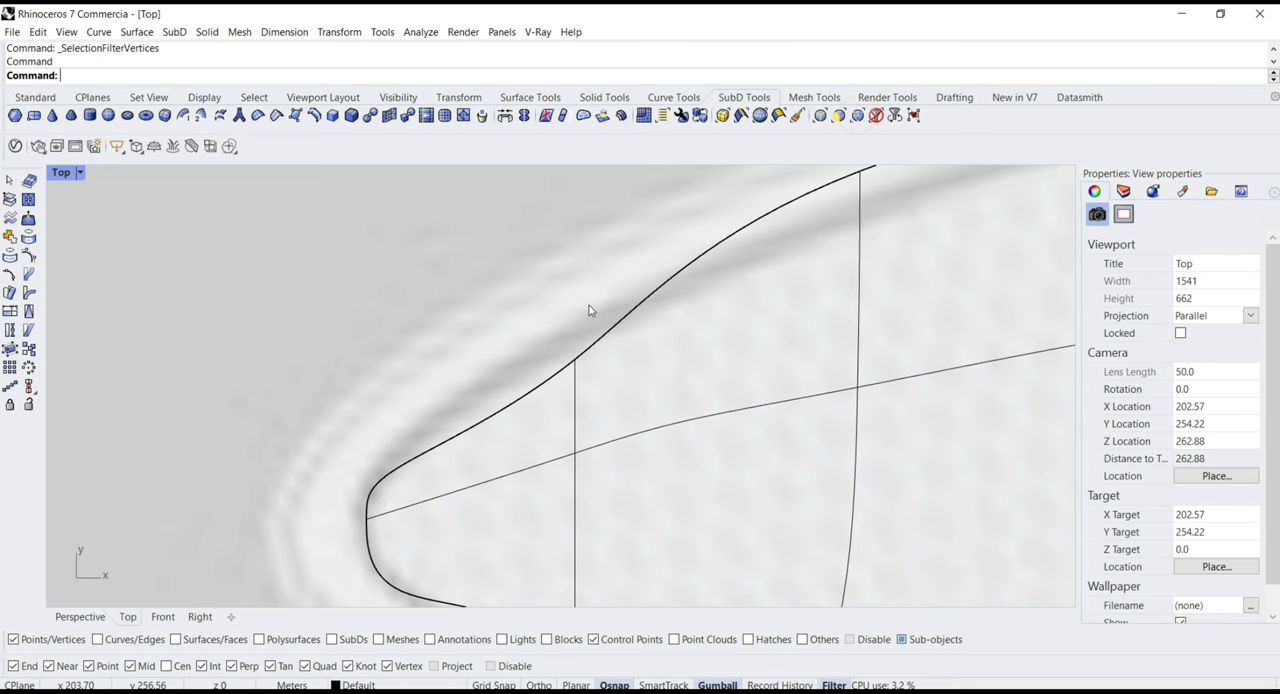 Rhinoceros 7 Commercia - [Top]
File Edit View Curve Surface SubD Solid Mesh Dimension Transform Tools Analyze Render Panels V-Ray Help
Command: _SelectionFilterVertices
Command
Command:
Standard CPlanes Set View Display Select Viewport Layout Visibility Transform Surface Tools Solid Tools Curve Tools SubD Tools Mesh Tools Render Tools Drafting New in V7 Datasmith
Top
Properties: View properties
Viewport
Title Top
Width 1541
Height 662
Projection Parallel
Locked
Camera
Lens Length 50.0
Rotation 0.0
X Location 202.57
Y Location 254.22
Z Location 262.88
Distance to T... 262.88
Location Place...
Target
X Target 202.57
Y Target 254.22
Z Target 0.0
Location Place...
Wallpaper
Filename (none) ...
Show
y
x
Perspective Top Front Right
Points/Vertices Curves/Edges Surfaces/Faces Polysurfaces SubDs Meshes Annotations Lights Blocks Control Points Point Clouds Hatches Others Disable Sub-objects
End Near Point Mid Cen Int Perp Tan Quad Knot Vertex Project Disable
CPlane x 203.70 y 256.56 z 0 Meters Default Grid Snap Ortho Planar Osnap SmartTrack Gumball Record History Filter CPU use: 3.2 %